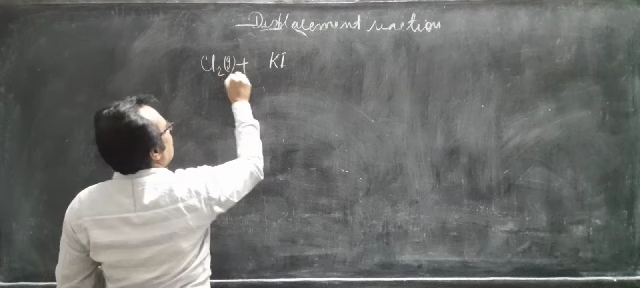 Displacement reaction
Cl2(g)+ KI